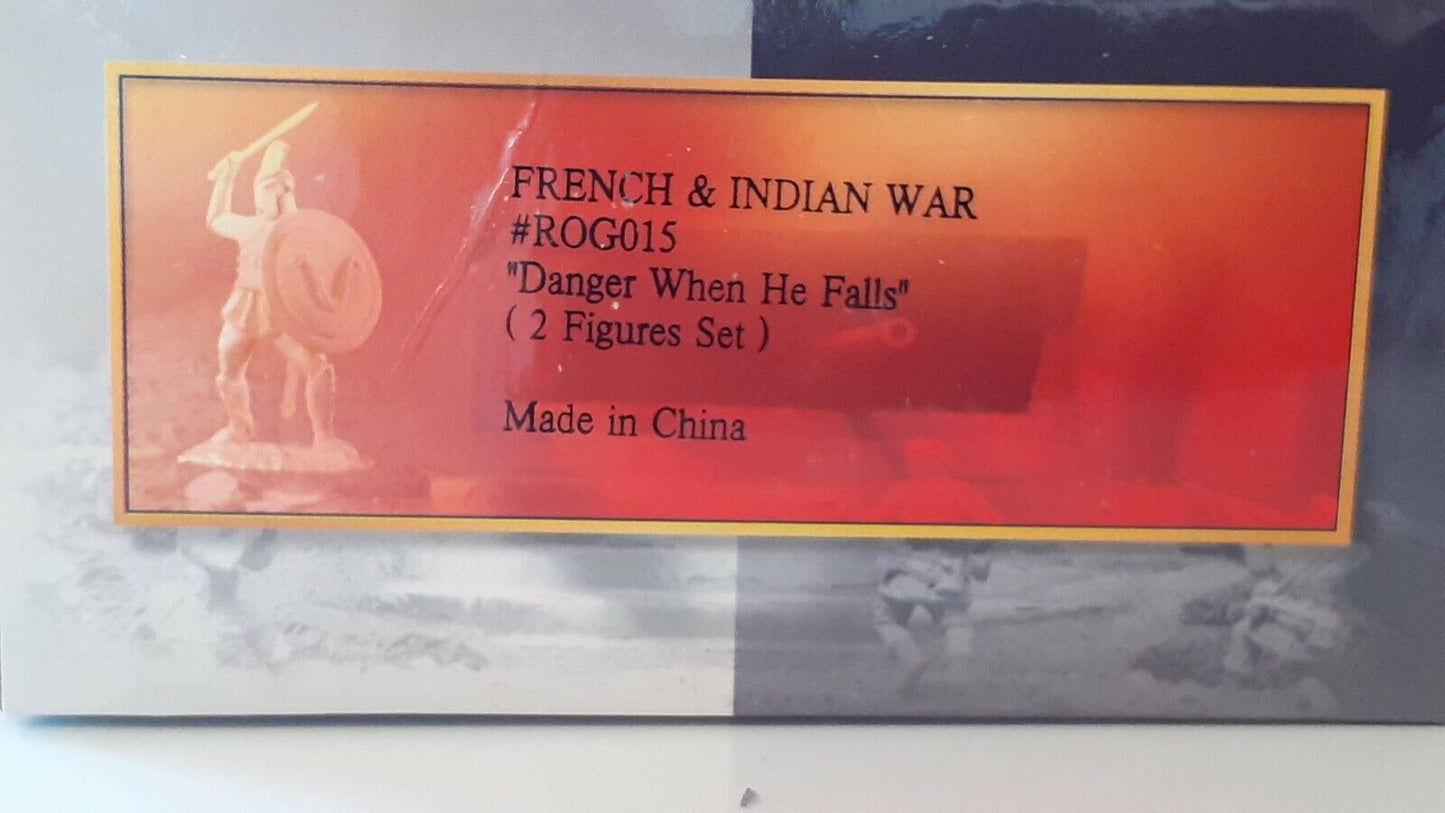 FRENCH & INDIAN WAR
#ROG015
"Danger When He Falls"
( 2 Figures Set )
Made in China